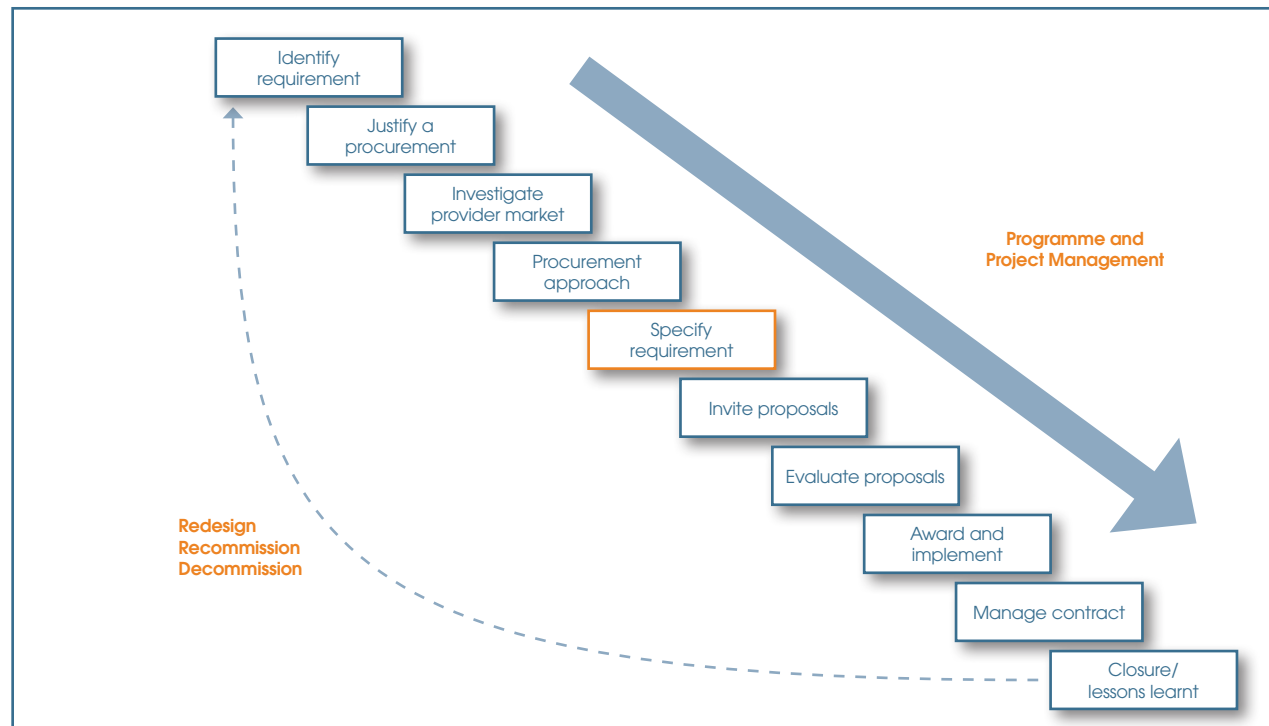 Identify
requirement
Justify a
procurement
Investigate
provider market
Procurement
approach
Programme and
Project Management
Specify
requirement
Invite proposals
Evaluate proposals
Redesign
Recommission
Decommission
Award and
implement
Manage contract
Closure/
lessons learnt